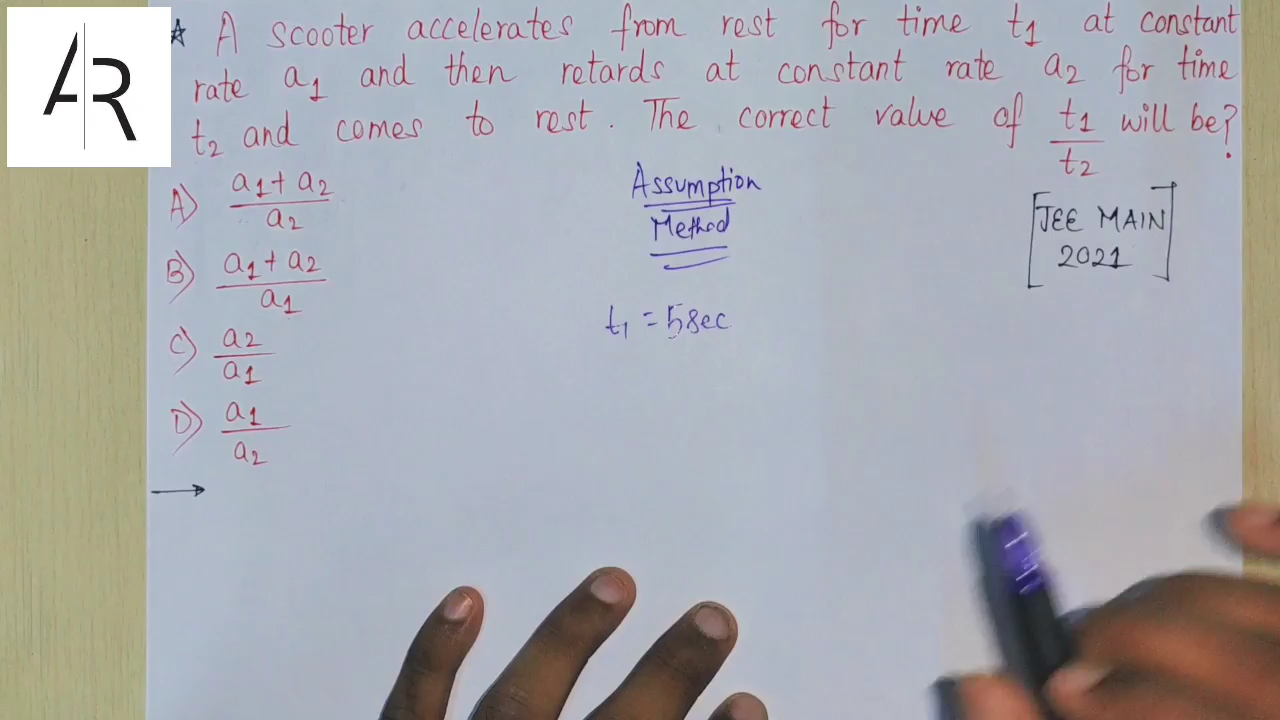 AR
☆ A scooter accelerates from rest for time t1 at constant
rate a1 and then retards at constant rate a2 for time
t2 and comes to rest. The correct value of t1/t2 will be?
A) a1 + a2 / a2
B) a1 + a2 / a1
C) a2 / a1
D) a1 / a2
→
Assumption
Method
t1 = 5sec
[JEE MAIN
2021]